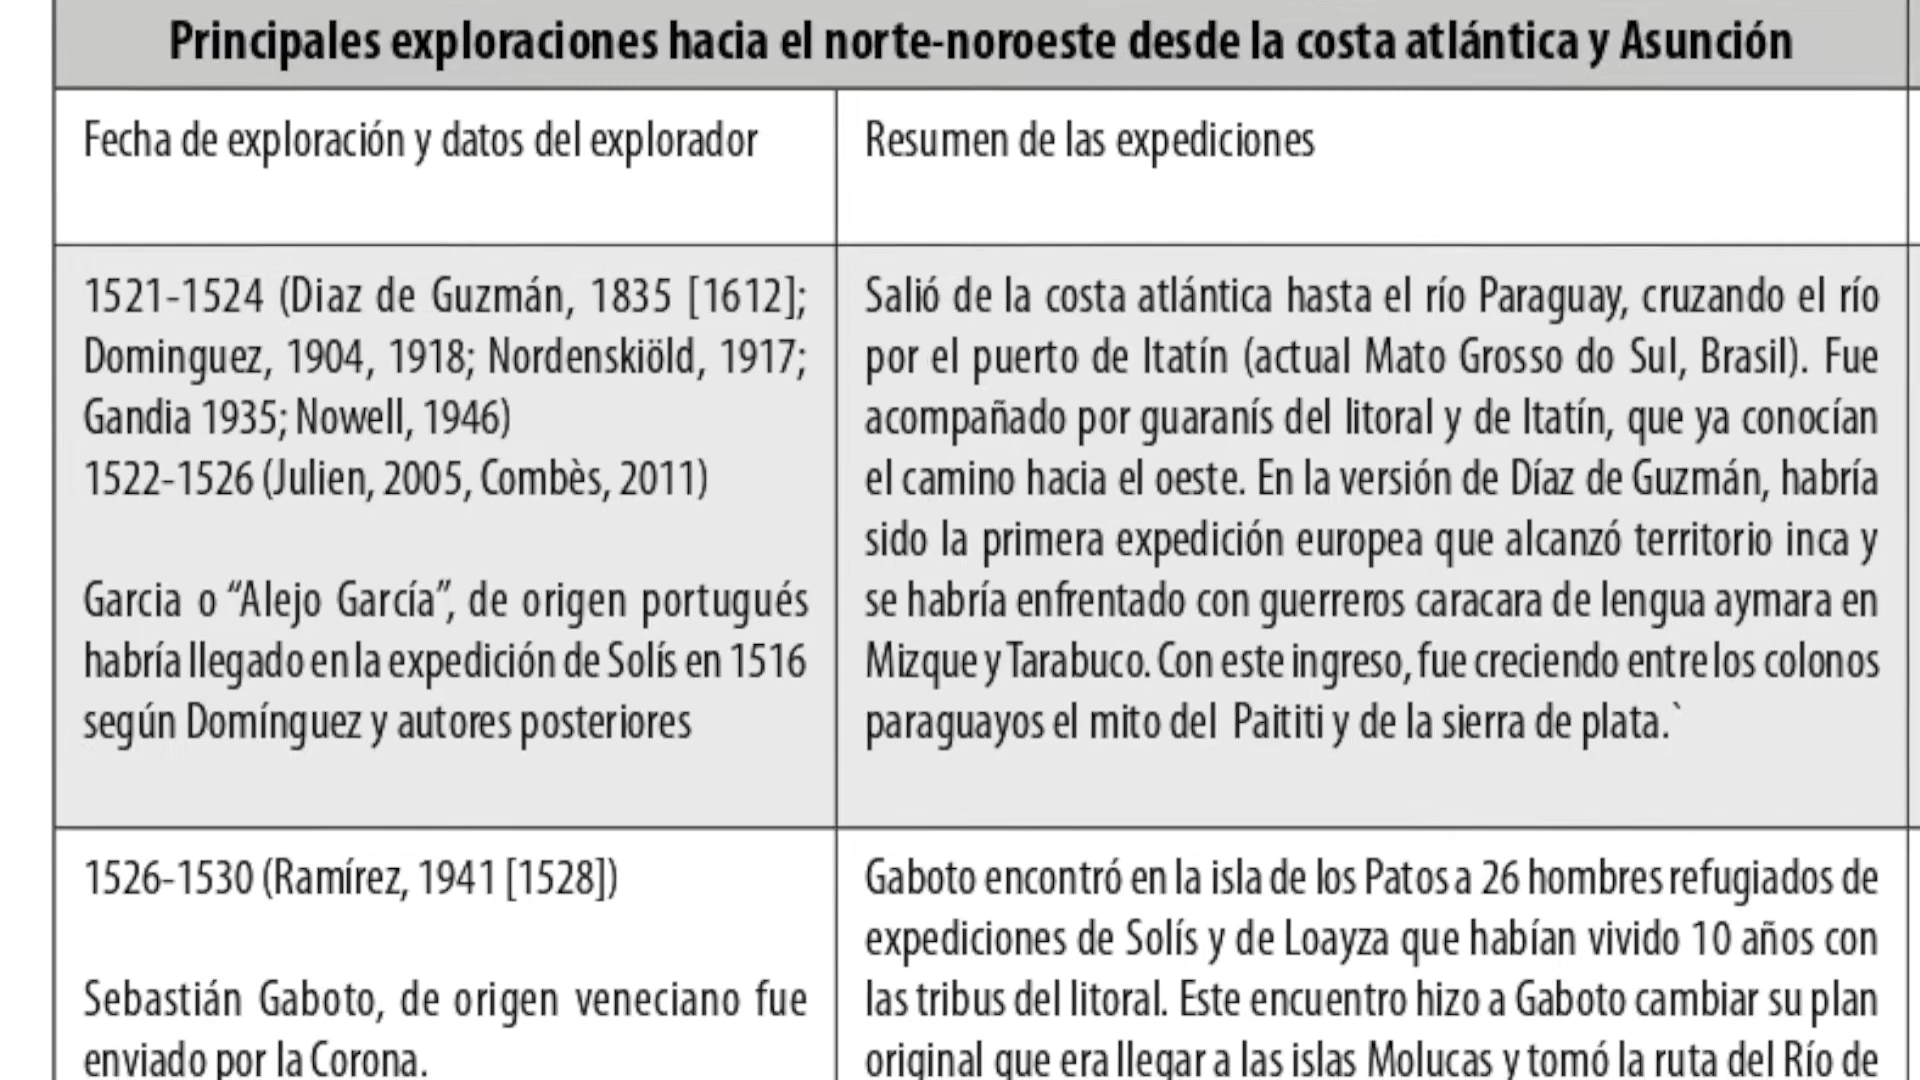 Principales exploraciones hacia el norte-noroeste desde la costa atlántica y Asunción
Fecha de exploración y datos del explorador
Resumen de las expediciones
1521-1524 (Diaz de Guzmán, 1835 [1612];
Dominguez, 1904, 1918; Nordenskiöld, 1917;
Gandia 1935; Nowell, 1946)
1522-1526 (Julien, 2005, Combès, 2011)
Garcia o “Alejo García”, de origen portugués
habría llegado en la expedición de Solís en 1516
según Domínguez y autores posteriores
Salió de la costa atlántica hasta el río Paraguay, cruzando el río
por el puerto de Itatín (actual Mato Grosso do Sul, Brasil). Fue
acompañado por guaranís del litoral y de Itatín, que ya conocían
el camino hacia el oeste. En la versión de Díaz de Guzmán, habría
sido la primera expedición europea que alcanzó territorio inca y
se habría enfrentado con guerreros caracara de lengua aymara en
Mizque y Tarabuco. Con este ingreso, fue creciendo entre los colonos
paraguayos el mito del Paititi y de la sierra de plata.`
1526-1530 (Ramírez, 1941 [1528])
Sebastián Gaboto, de origen veneciano fue
enviado por la Corona.
Gaboto encontró en la isla de los Patos a 26 hombres refugiados de
expediciones de Solís y de Loayza que habían vivido 10 años con
las tribus del litoral. Este encuentro hizo a Gaboto cambiar su plan
original que era llegar a las islas Molucas y tomó la ruta del Río de